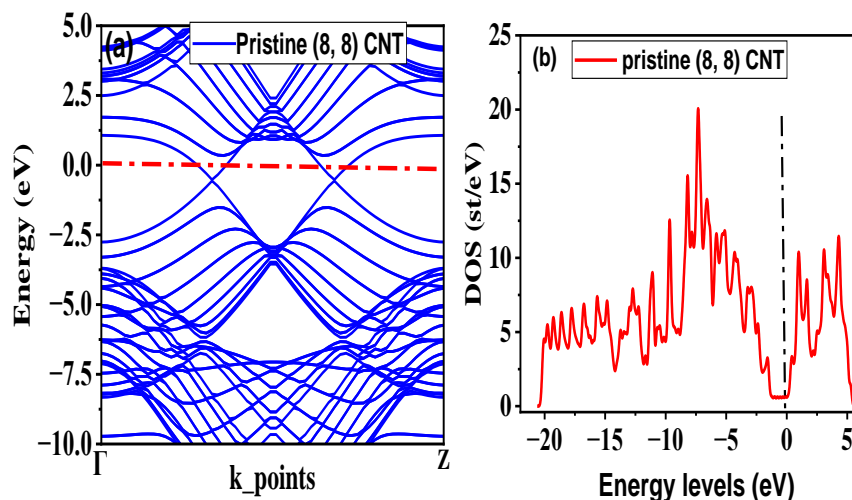 (a)
Pristine (8, 8) CNT
5.0
2.5
0.0
−2.5
−5.0
−7.5
−10.0
Energy (eV)
Γ
Z
k_points
(b)
pristine (8, 8) CNT
25
20
15
10
5
0
DOS (st/eV)
−20 −15 −10 −5 0 5
Energy levels (eV)